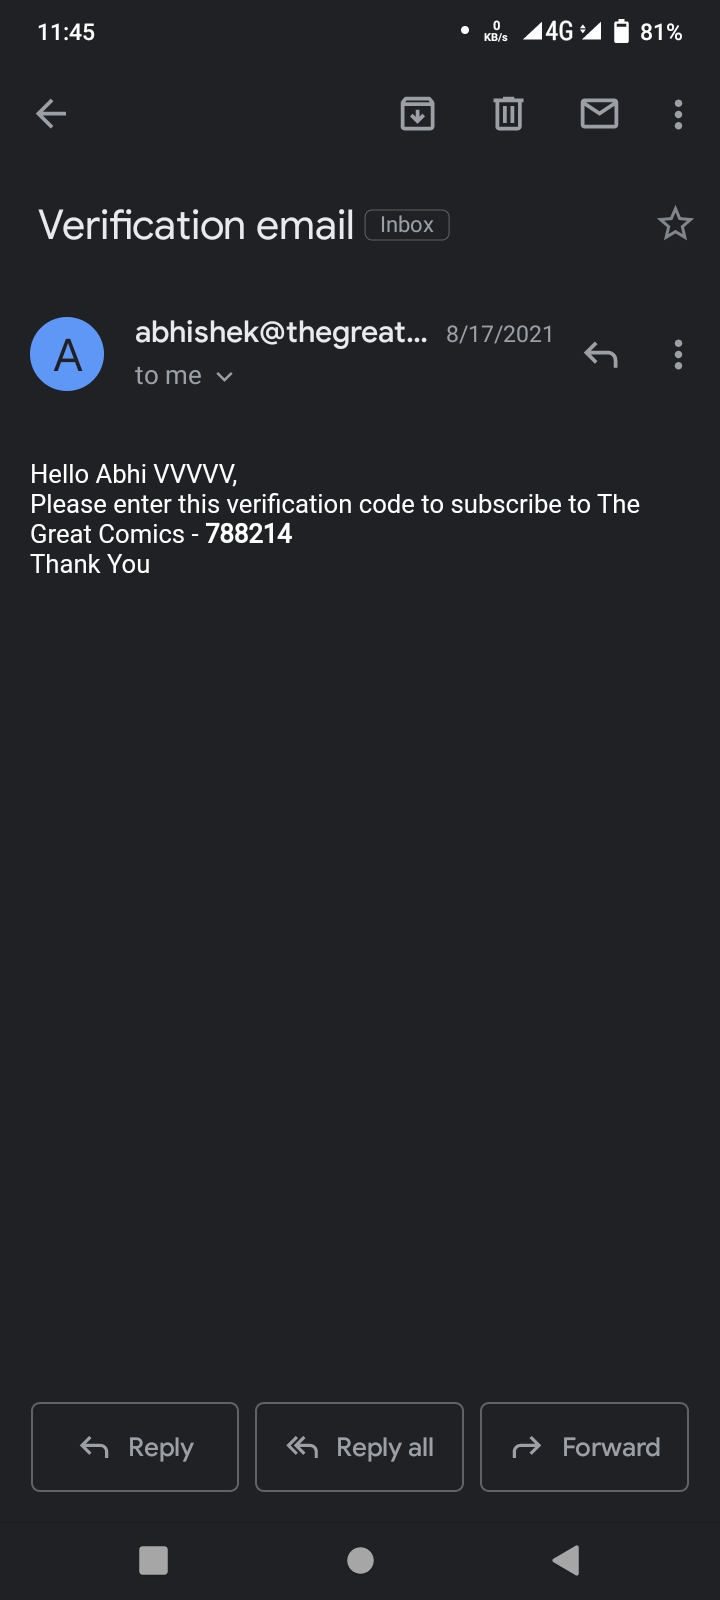 11:45
0
KB/s
4G
81%
Verification email
Inbox
A
abhishek@thegreat...
8/17/2021
to me
Hello Abhi VVVVV,
Please enter this verification code to subscribe to The
Great Comics - 788214
Thank You
Reply
Reply all
Forward